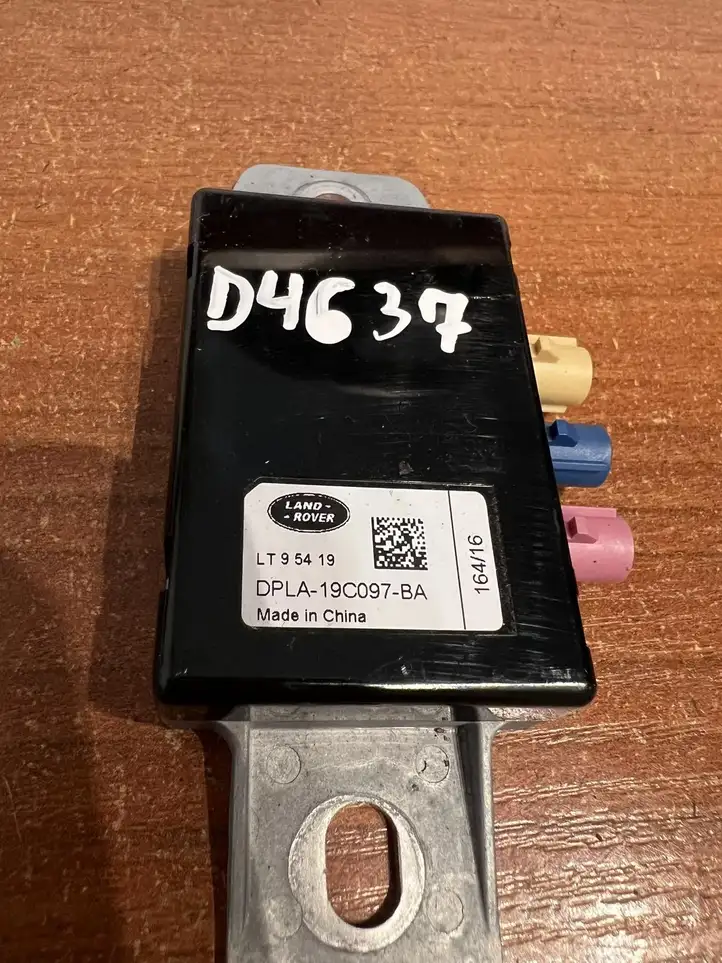 D4637
LAND-
-ROVER
LT 9 54 19
DPLA-19C097-BA
Made in China
164/16